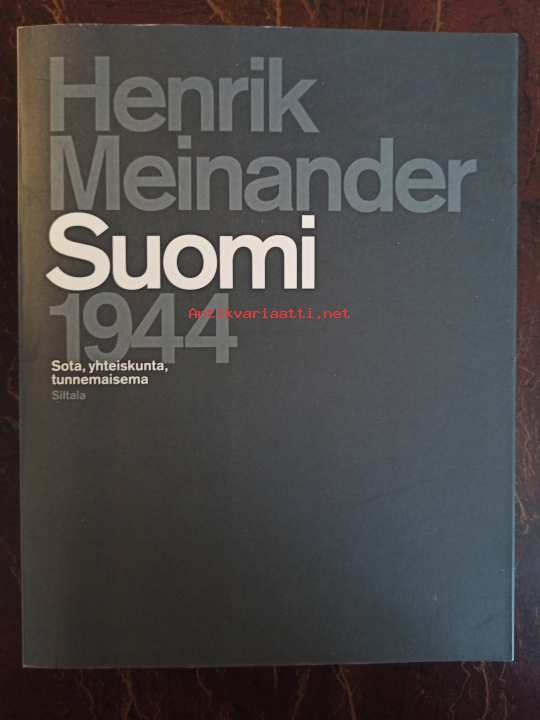 Henrik
Meinander
Suomi
1944
Antikvariaatti.net
Sota, yhteiskunta,
tunnemaisema
Siltala